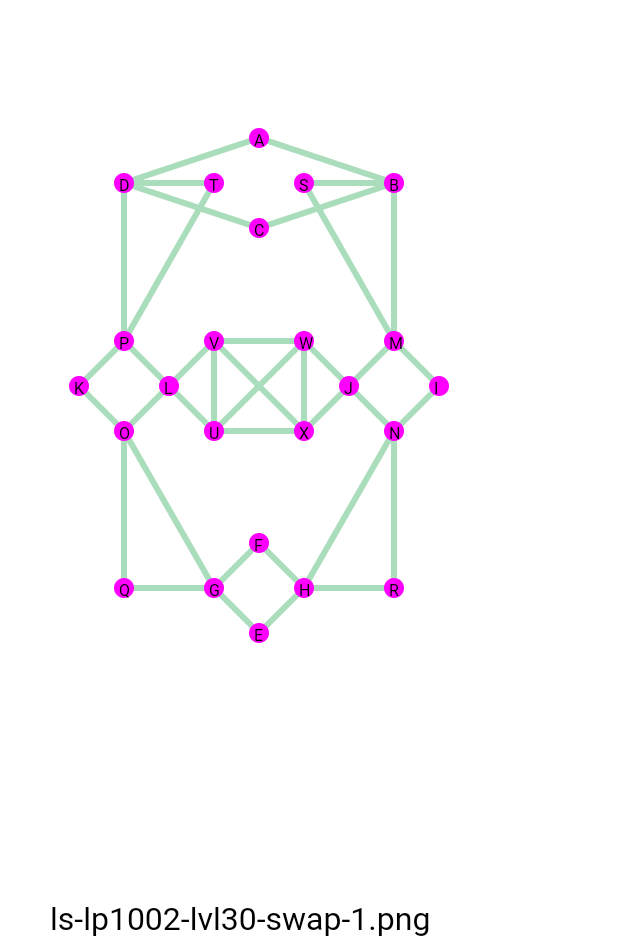 A
D T S B
C
P V W M
K L J I
O U X N
F
Q G H R
E
ls-lp1002-lvl30-swap-1.png